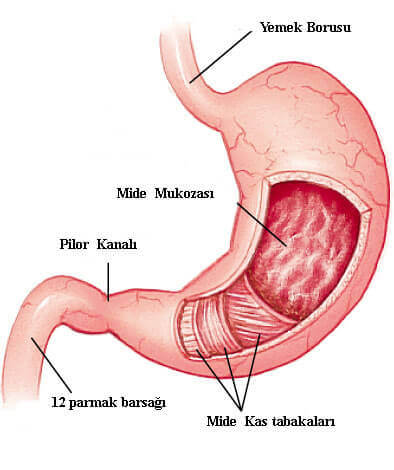 Yemek Borusu
Mide Mukozası
Pilor Kanalı
12 parmak barsağı
Mide Kas tabakaları